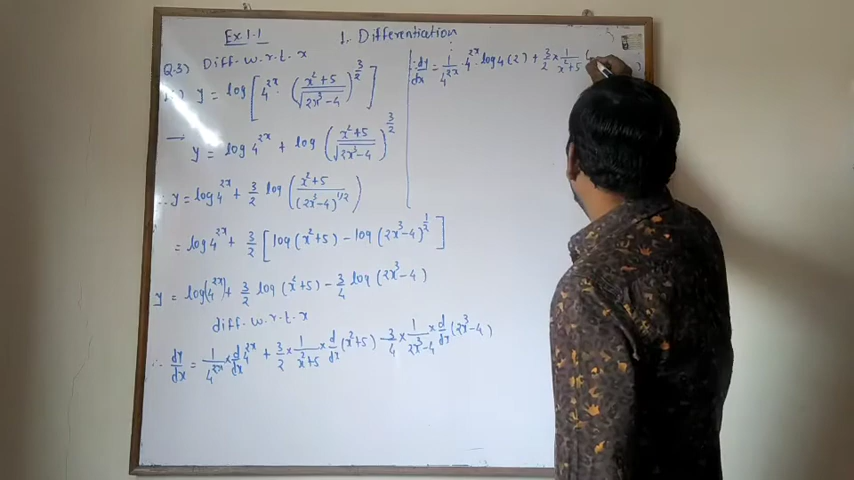 Ex 1.1
1. Differentiation
Q.3) Diff. w.r.t. x
y = log [ 4^2x . ( x²+5 / √2x³-4 )^3/2 ]
→ y = log 4^2x + log ( x²+5 / √2x³-4 )^3/2
∴ y = log 4^2x + 3/2 log ( x²+5 / (2x³-4)^1/2 )
= log 4^2x + 3/2 [ log (x²+5) - log (2x³-4)^1/2 ]
y = log(4^2x) + 3/2 log (x²+5) - 3/4 log (2x³-4)
diff. w.r.t. x
∴ dy/dx = 1/4^2x × d/dx 4^2x + 3/2 × 1/x²+5 × d/dx (x²+5) - 3/4 × 1/2x³-4 × d/dx (2x³-4)
∴ dy/dx = 1/4^2x . 4^2x . log 4 (2) + 3/2 × 1/x²+5 (